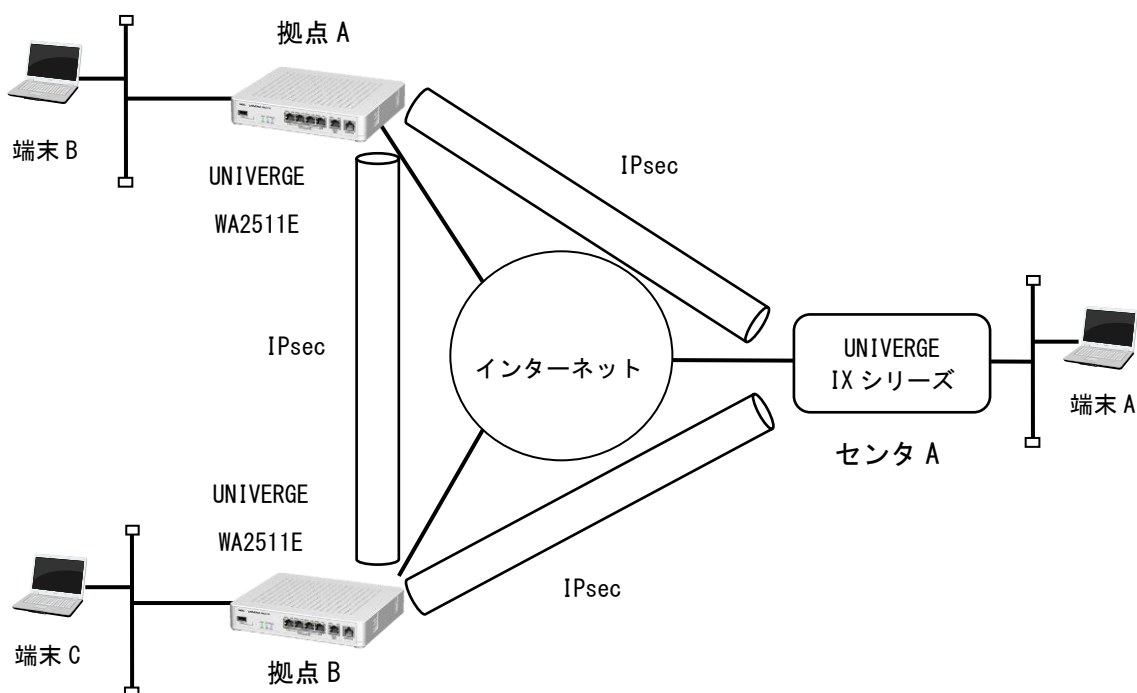 拠点 A
端末 B
UNIVERGE
WA2511E
IPsec
IPsec
インターネット
UNIVERGE
IX シリーズ
端末 A
センタ A
UNIVERGE
WA2511E
IPsec
端末 C
拠点 B